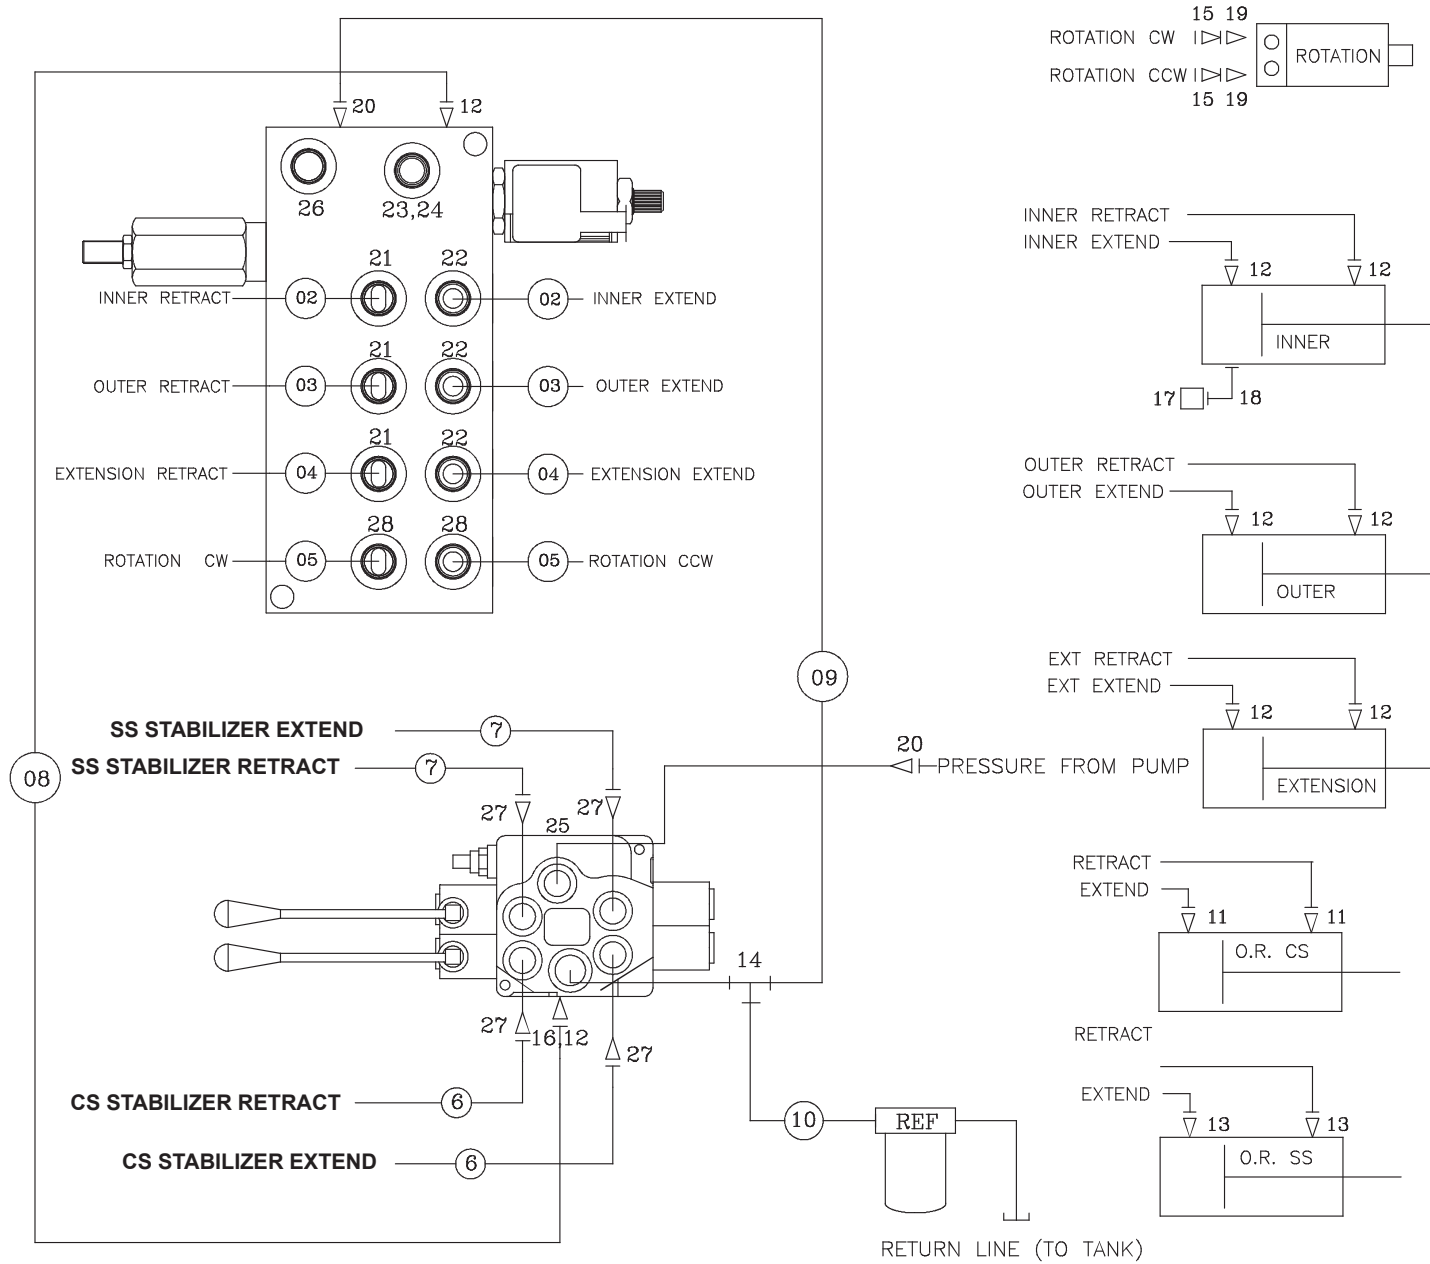 15 19
ROTATION CW
ROTATION
ROTATION CCW
15 19
20
12
26
23,24
21
22
INNER RETRACT
02
02
INNER EXTEND
21
22
OUTER RETRACT
03
03
OUTER EXTEND
21
22
EXTENSION RETRACT
04
04
EXTENSION EXTEND
28
28
ROTATION CW
05
05
ROTATION CCW
INNER RETRACT
INNER EXTEND
12
12
INNER
17
18
OUTER RETRACT
OUTER EXTEND
12
12
OUTER
EXT RETRACT
EXT EXTEND
12
12
EXTENSION
09
08
SS STABILIZER EXTEND
7
SS STABILIZER RETRACT
7
20
PRESSURE FROM PUMP
27
27
25
14
27
16,12
27
CS STABILIZER RETRACT
6
CS STABILIZER EXTEND
6
10
REF
RETURN LINE (TO TANK)
RETRACT
EXTEND
11
11
O.R. CS
RETRACT
EXTEND
13
13
O.R. SS